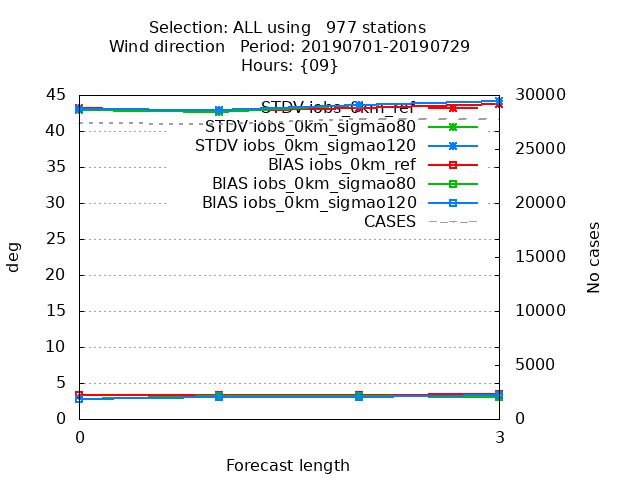 Selection: ALL using   977 stations
Wind direction   Period: 20190701-20190729
Hours: {09}
45 30000
STDV iobs_0km_ref
STDV iobs_0km_sigmao80
40
STDV iobs_0km_sigmao120
25000
BIAS iobs_0km_ref
35
BIAS iobs_0km_sigmao80
BIAS iobs_0km_sigmao120
30 20000
CASES
25
deg
No cases
15000
20
15 10000
10
5000
5
0 0
0 3
Forecast length